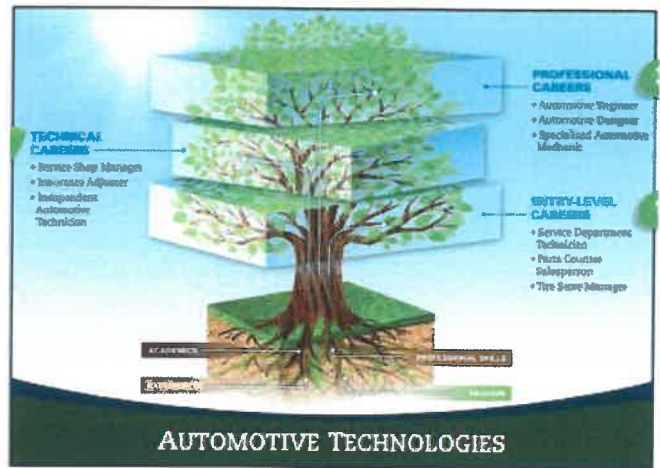 PROFESSIONAL
CAREERS
• Automotive Engineer
• Automotive Designer
• Specialized Automotive
Mechanic
TECHNICAL
CAREERS
• Service Shop Manager
• Insurance Adjuster
• Independent
Automotive
Technician
ENTRY-LEVEL
CAREERS
• Service Department
Technician
• Parts Counter
Salesperson
• Tire Store Manager
ACADEMICS
PROFESSIONAL SKILLS
AUTOMOTIVE TECHNOLOGIES